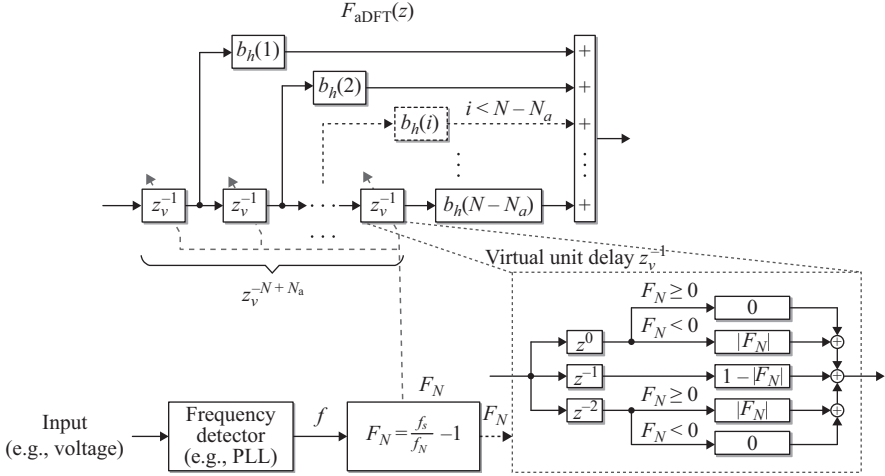 F_aDFT(z)
b_h(1)
b_h(2)
b_h(i)
i < N – N_a
z_v^–1
z_v^–1
. . .
z_v^–1
b_h(N – N_a)
+
+
+
+
z_v^–N + N_a
Virtual unit delay z_v^–1
F_N ≥ 0
0
F_N < 0
z^0
|F_N|
z^–1
1 – |F_N|
z^–2
F_N ≥ 0
|F_N|
F_N < 0
0
+
+
+
F_N
Input
(e.g., voltage)
Frequency
detector
(e.g., PLL)
f
F_N = f_s/f_N – 1
F_N